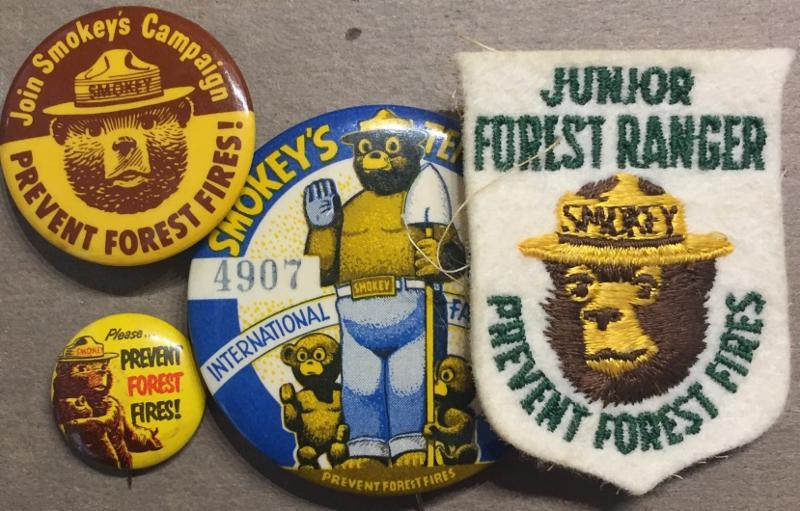 Join Smokey's Campaign
SMOKEY
PREVENT FOREST FIRES!
SMOKEY'S
4907
INTERNATIONAL
SMOKEY
PREVENT FOREST FIRES
Please...
SMOKEY
PREVENT
FOREST
FIRES!
JUNIOR
FOREST RANGER
SMOKEY
PREVENT FOREST FIRES